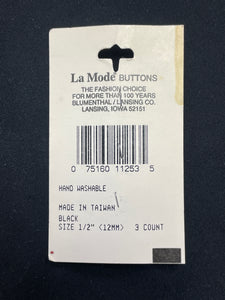 La Mode BUTTONS
THE FASHION CHOICE
FOR MORE THAN 100 YEARS
BLUMENTHAL / LANSING CO.
LANSING, IOWA 52151
0 75160 11253 5
HAND WASHABLE
MADE IN TAIWAN
BLACK
SIZE 1/2" (12MM) 3 COUNT